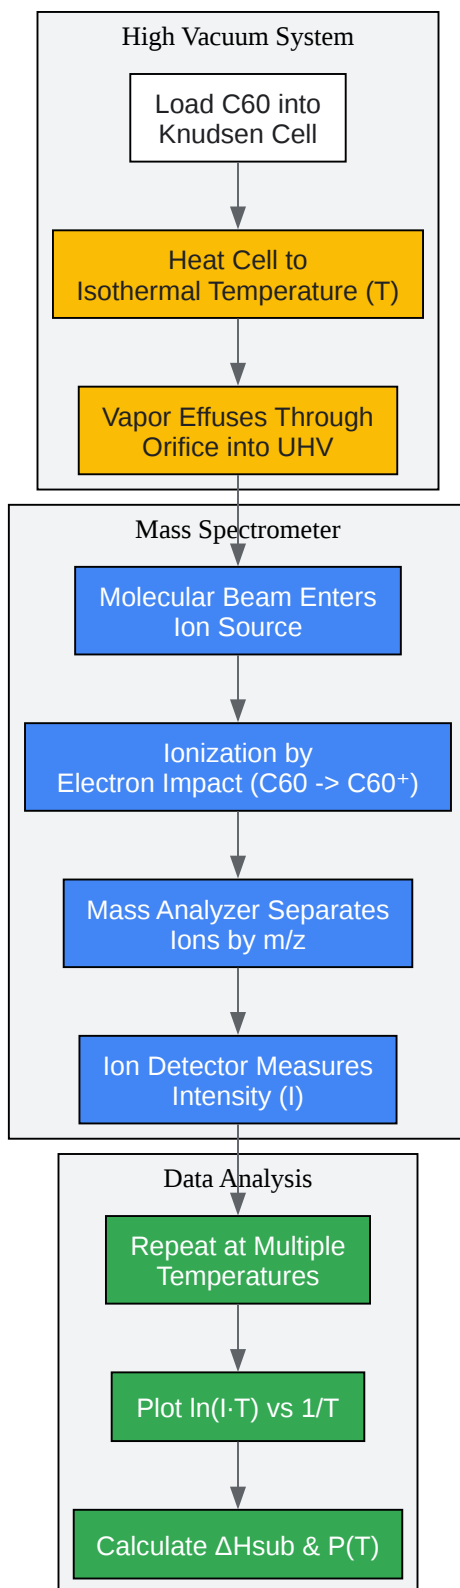 High Vacuum System
Load C60 into
Knudsen Cell
Heat Cell to
Isothermal Temperature (T)
Vapor Effuses Through
Orifice into UHV
Mass Spectrometer
Molecular Beam Enters
Ion Source
Ionization by
Electron Impact (C60 -> C60⁺)
Mass Analyzer Separates
Ions by m/z
Ion Detector Measures
Intensity (I)
Data Analysis
Repeat at Multiple
Temperatures
Plot ln(I·T) vs 1/T
Calculate ΔHsub & P(T)